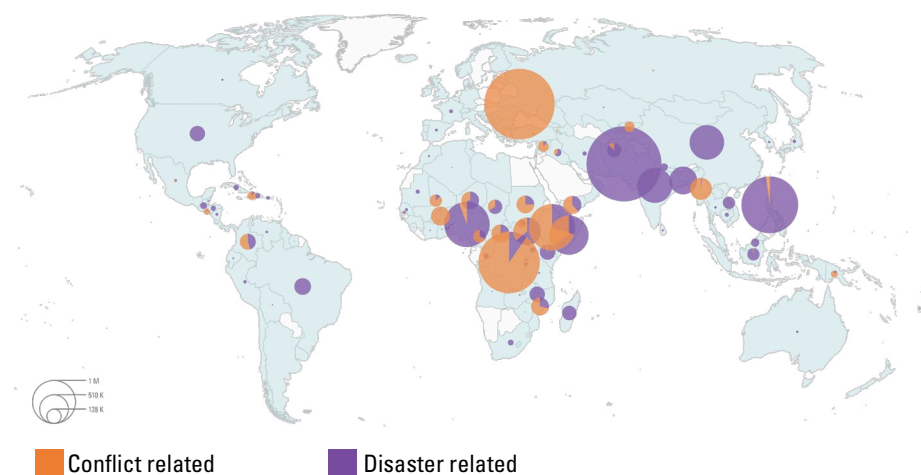 1 M
510 K
128 K
Conflict related
Disaster related